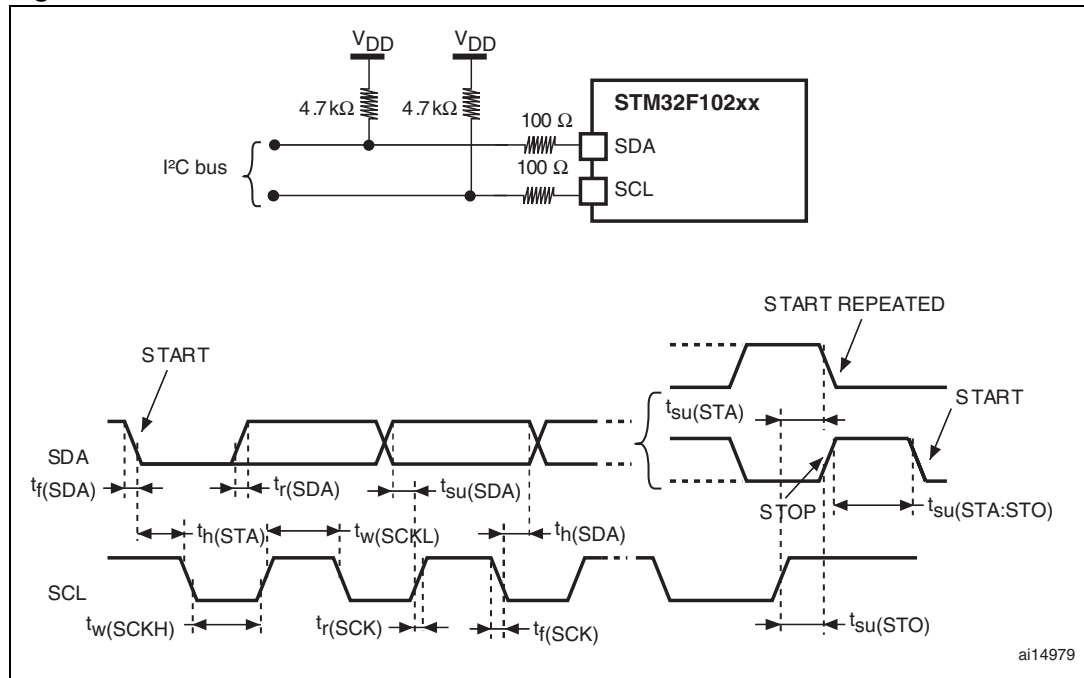 VDD VDD
4.7kΩ 4.7kΩ
STM32F102xx
100 Ω
SDA
I²C bus
100 Ω
SCL
START REPEATED
START
START
tsu(STA)
SDA
tf(SDA)
tr(SDA)
tsu(SDA)
STOP
tsu(STA:STO)
th(STA)
tw(SCKL)
th(SDA)
SCL
tw(SCKH)
tr(SCK)
tf(SCK)
tsu(STO)
ai14979